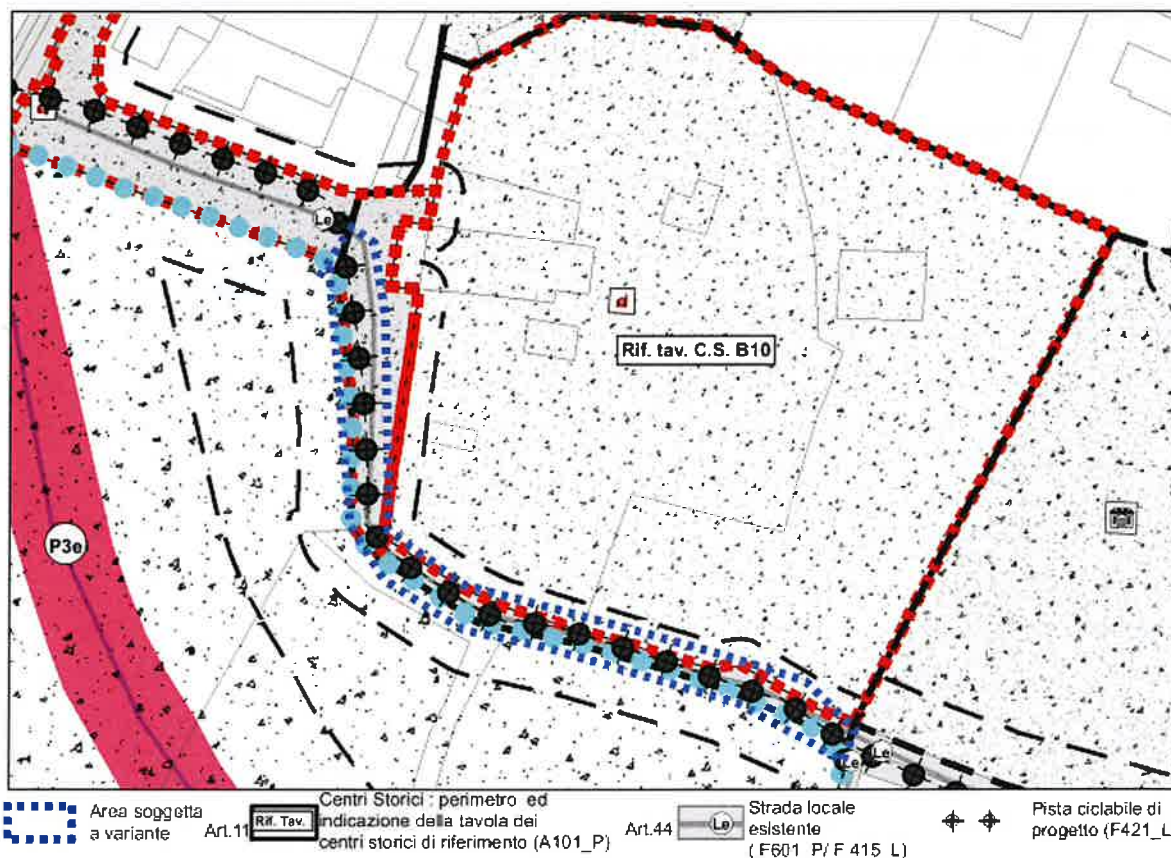 Le
d
Rif. tav. C.S. B10
P3e
Le
Le
Area soggetta
a variante
Art.11
Rif. Tav.
Centri Storici : perimetro ed
indicazione della tavola dei
centri storici di riferimento (A101_P)
Art.44
Le
Strada locale
esistente
( F601_P/ F 415_L)
Pista ciclabile di
progetto (F421_L